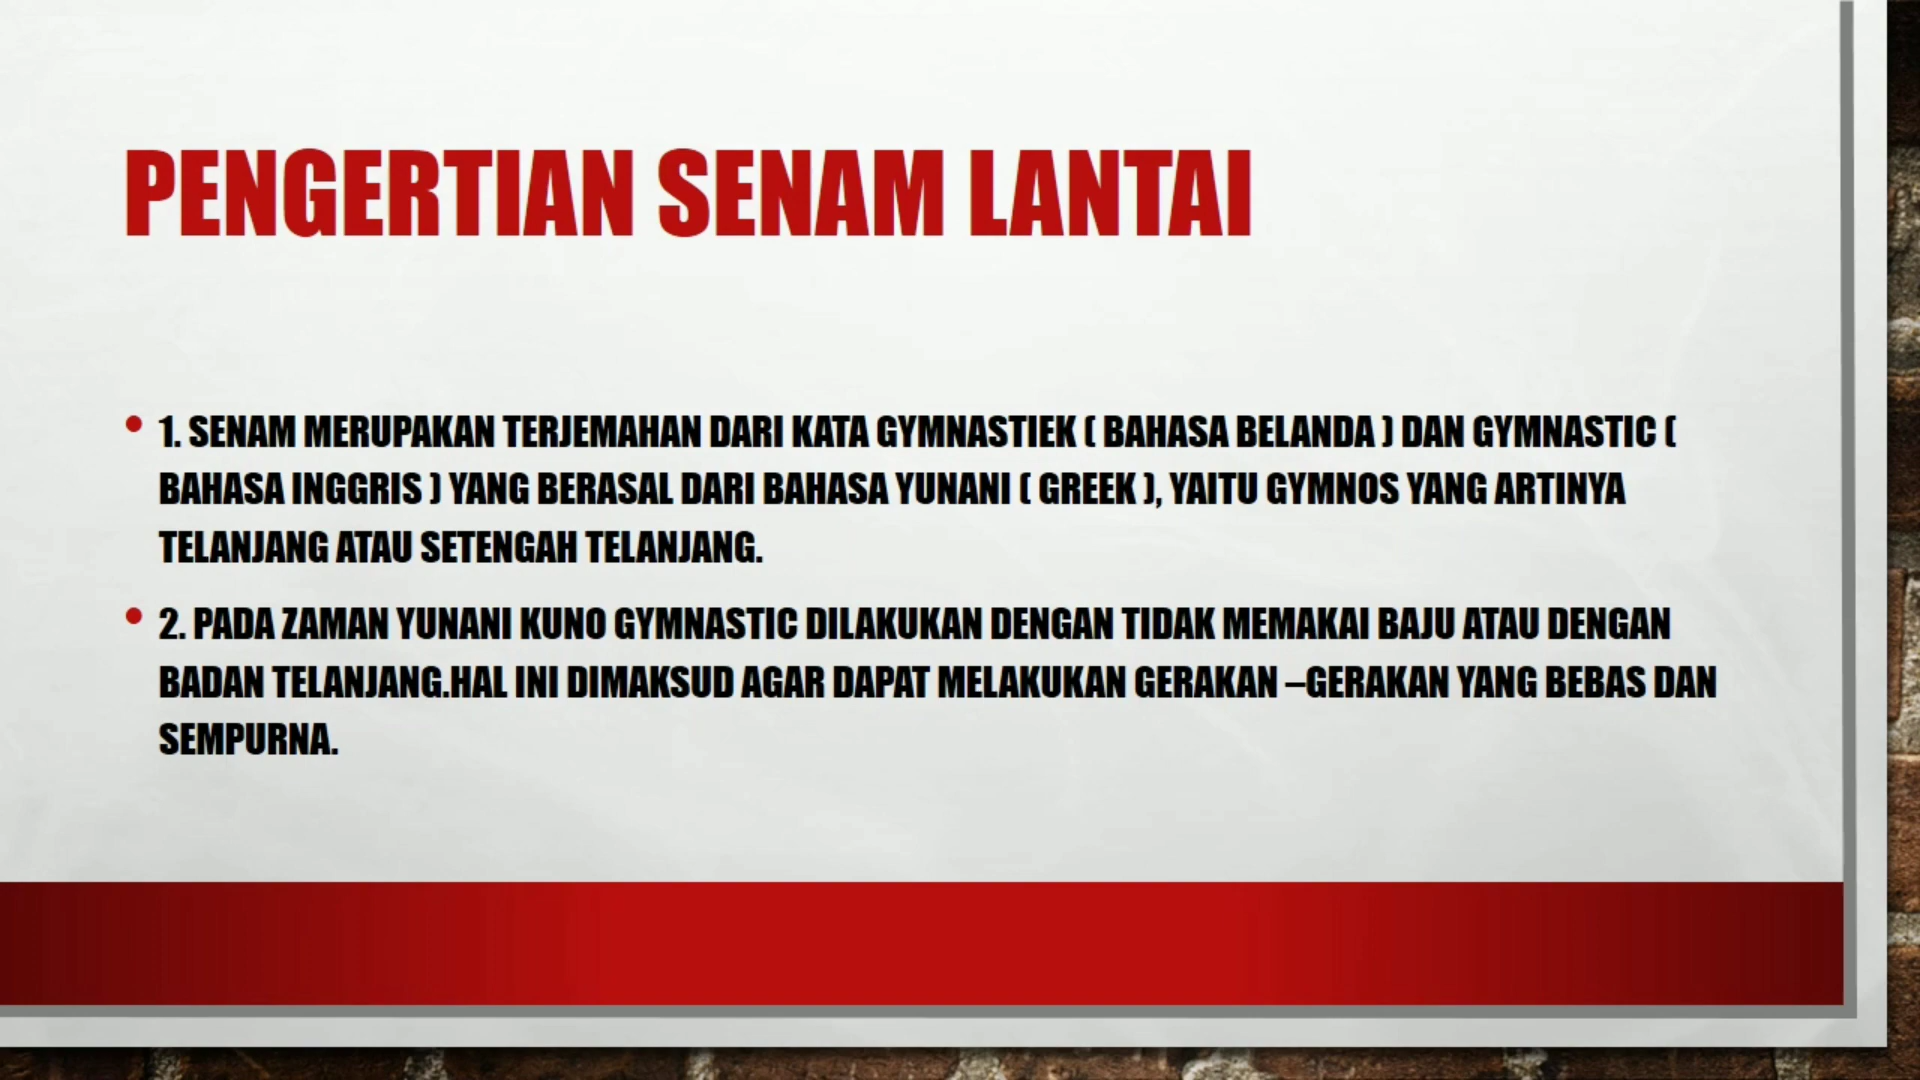 PENGERTIAN SENAM LANTAI
• 1. SENAM MERUPAKAN TERJEMAHAN DARI KATA GYMNASTIEK ( BAHASA BELANDA ) DAN GYMNASTIC (
BAHASA INGGRIS ) YANG BERASAL DARI BAHASA YUNANI ( GREEK ), YAITU GYMNOS YANG ARTINYA
TELANJANG ATAU SETENGAH TELANJANG.
• 2. PADA ZAMAN YUNANI KUNO GYMNASTIC DILAKUKAN DENGAN TIDAK MEMAKAI BAJU ATAU DENGAN
BADAN TELANJANG.HAL INI DIMAKSUD AGAR DAPAT MELAKUKAN GERAKAN –GERAKAN YANG BEBAS DAN
SEMPURNA.